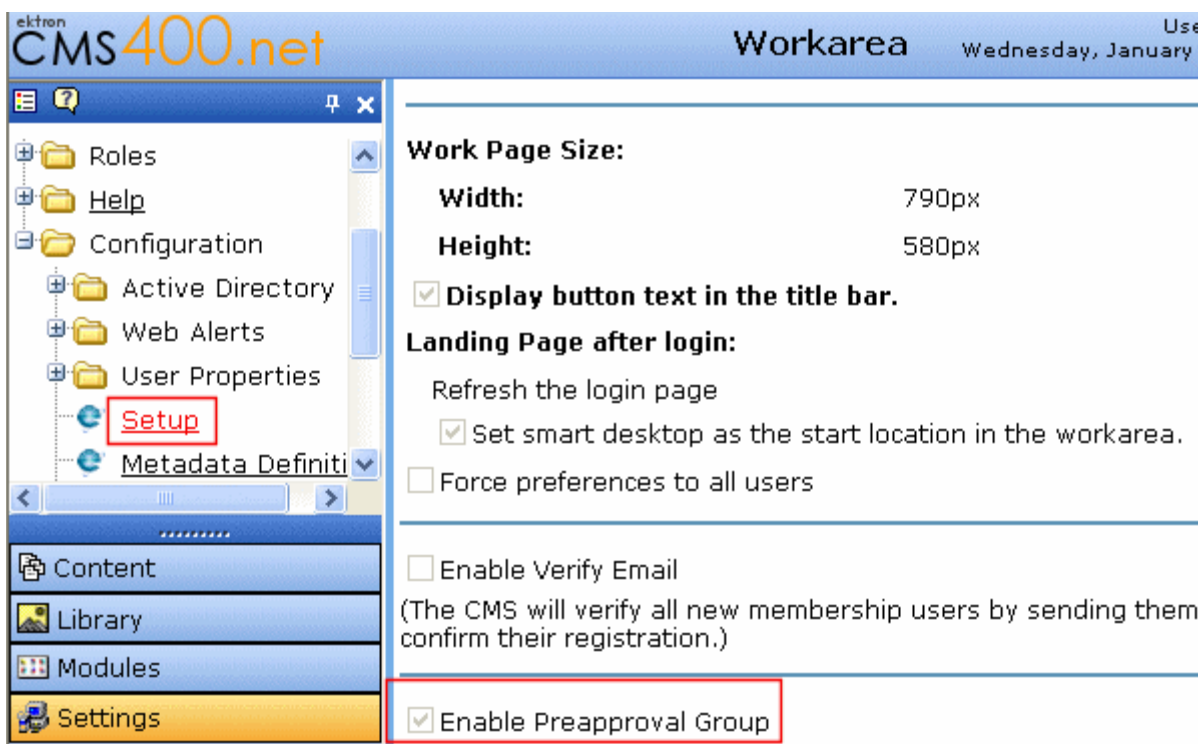 ektron
CMS400.net
Workarea
Use
Wednesday, January
Roles
Help
Configuration
Active Directory
Web Alerts
User Properties
Setup
Metadata Definiti
Content
Library
Modules
Settings
Work Page Size:
Width: 790px
Height: 580px
Display button text in the title bar.
Landing Page after login:
Refresh the login page
Set smart desktop as the start location in the workarea.
Force preferences to all users
Enable Verify Email
(The CMS will verify all new membership users by sending them
confirm their registration.)
Enable Preapproval Group